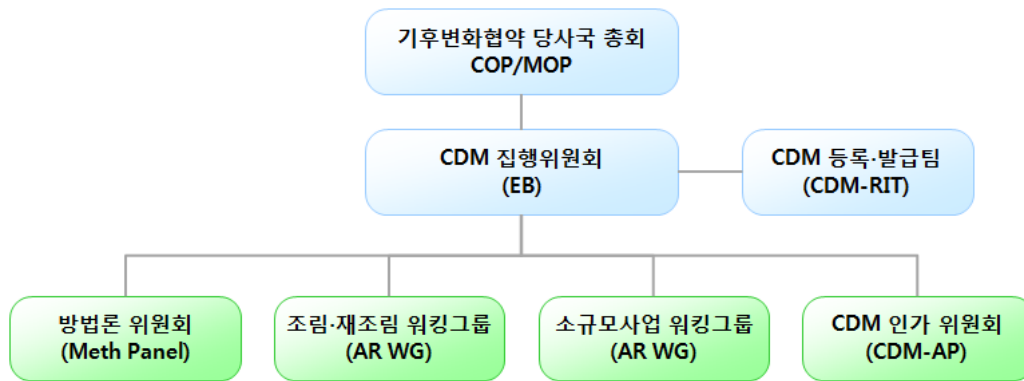 기후변화협약 당사국 총회
COP/MOP
CDM 집행위원회
(EB)
CDM 등록·발급팀
(CDM-RIT)
방법론 위원회
(Meth Panel)
조림·재조림 워킹그룹
(AR WG)
소규모사업 워킹그룹
(AR WG)
CDM 인가 위원회
(CDM-AP)